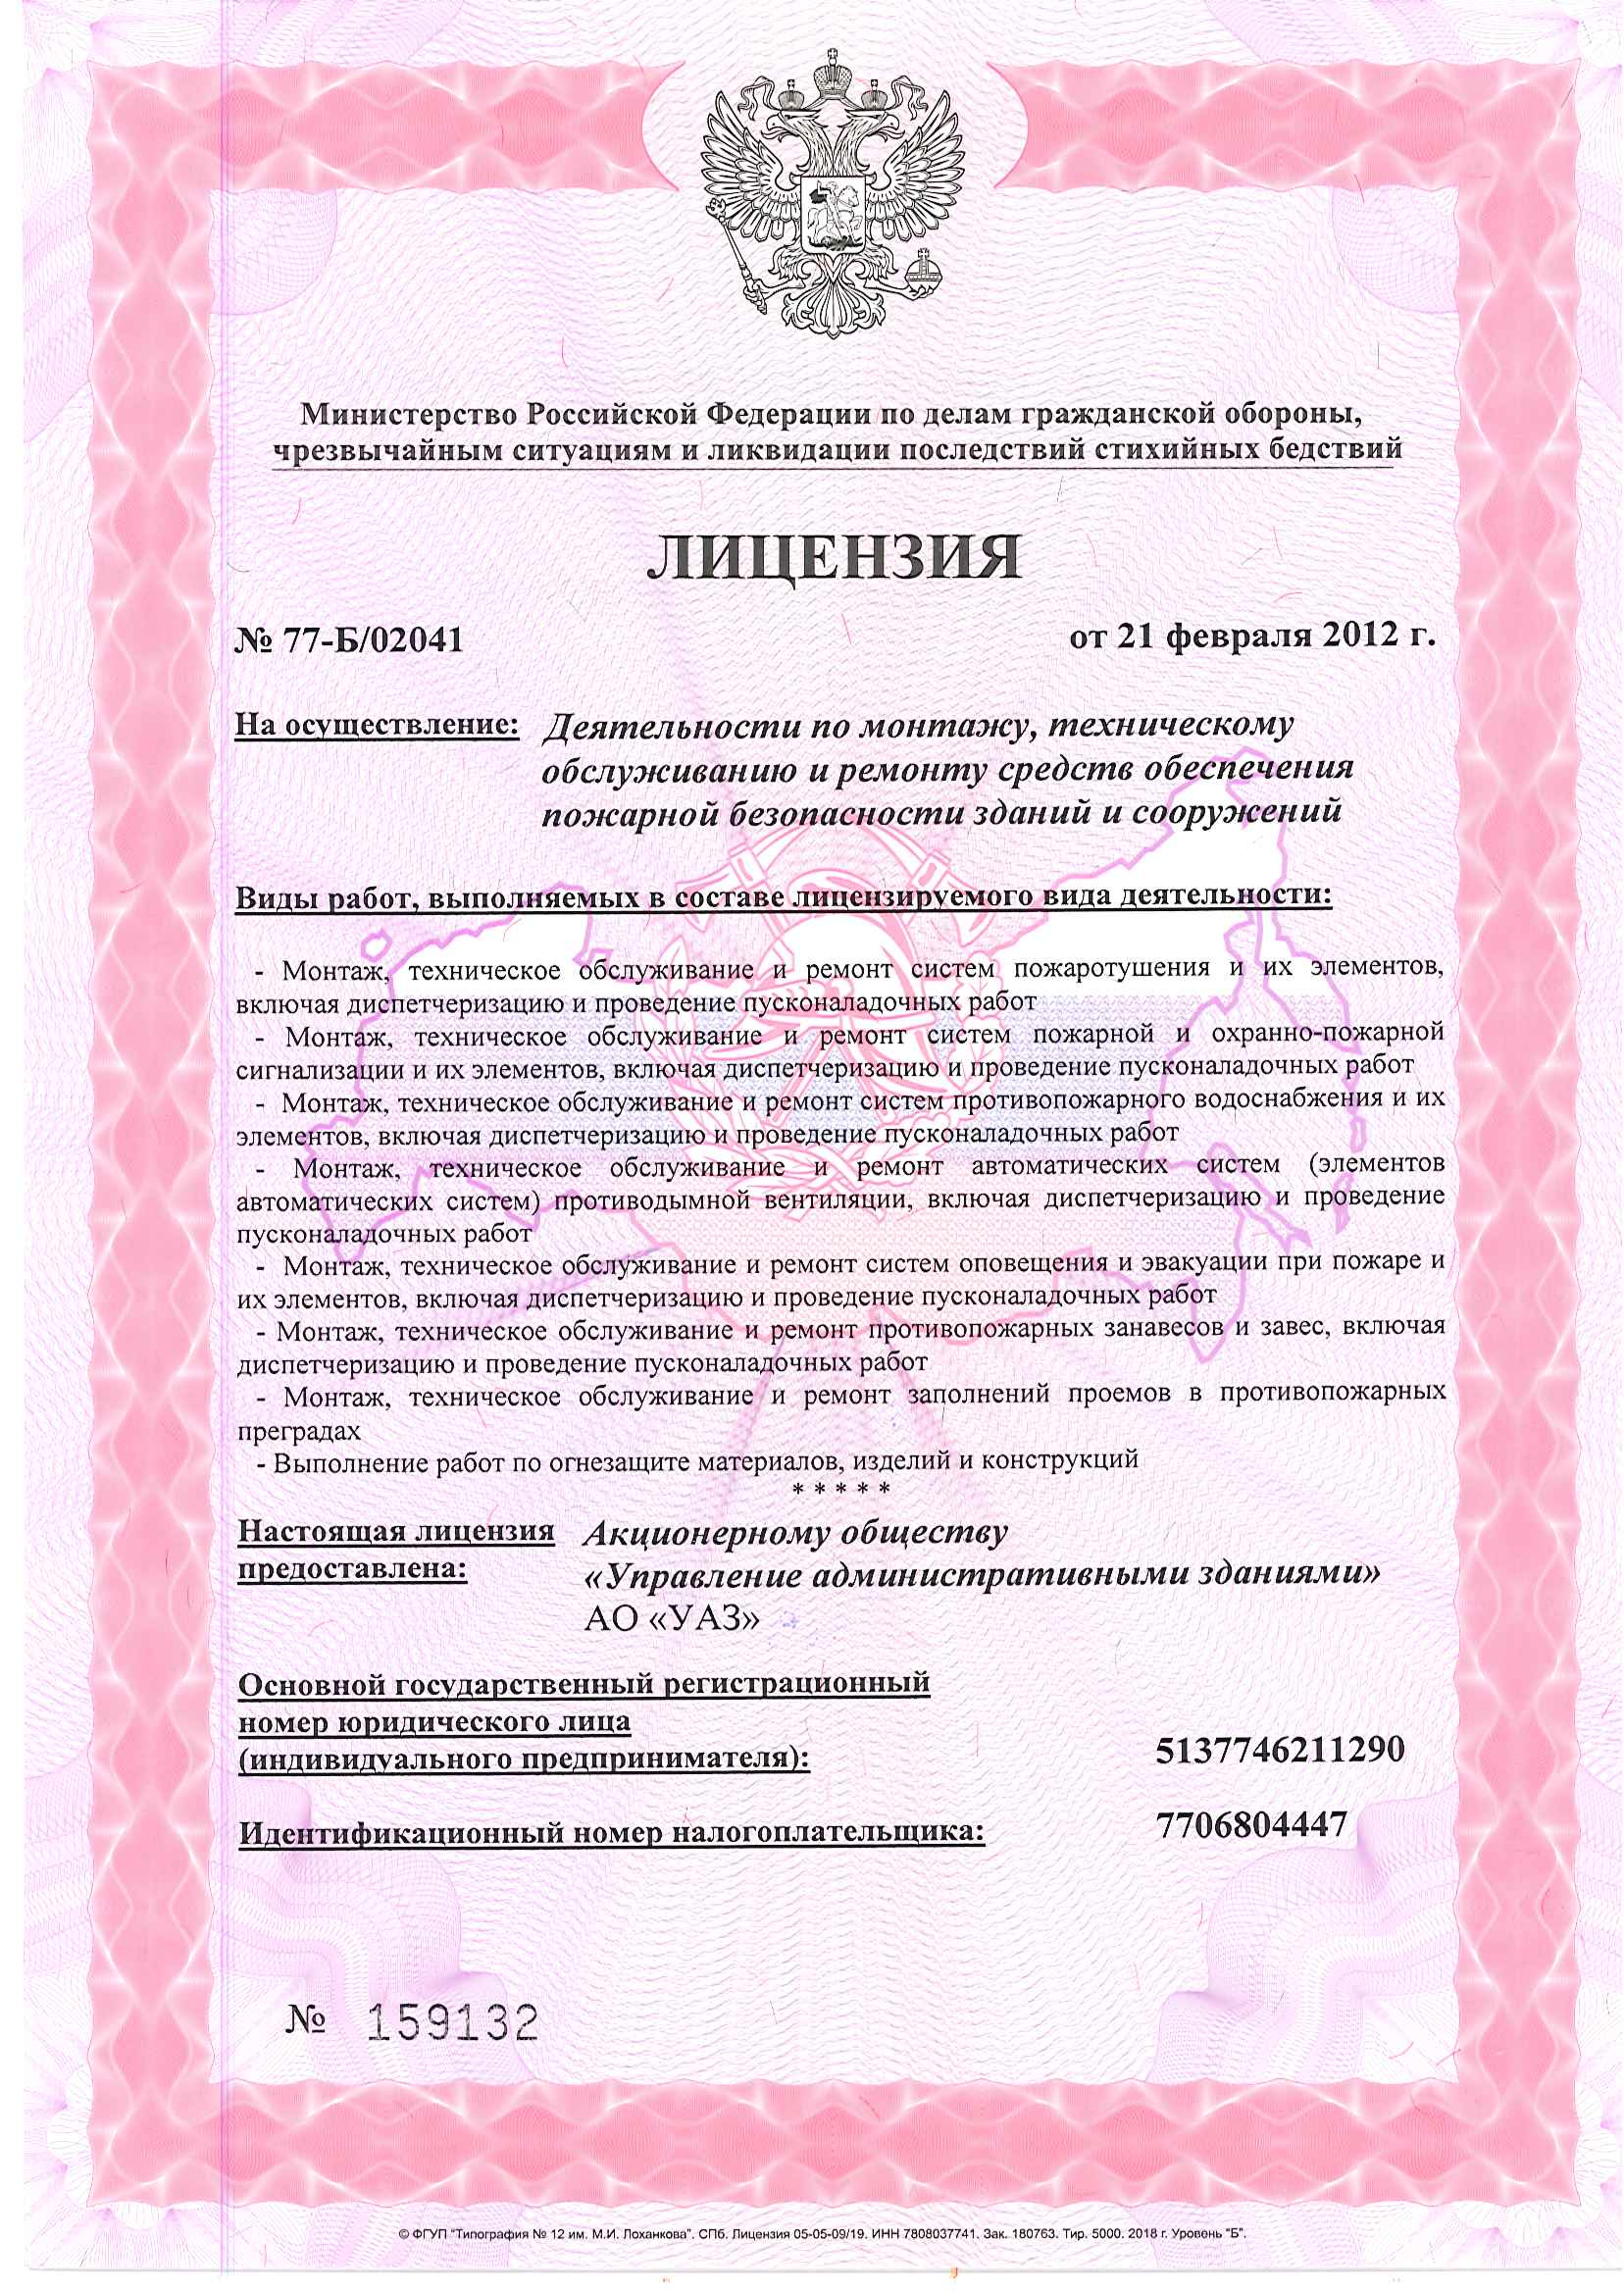 Министерство Российской Федерации по делам гражданской обороны,
чрезвычайным ситуациям и ликвидации последствий стихийных бедствий
ЛИЦЕНЗИЯ
№ 77-Б/02041 от 21 февраля 2012 г.
На осуществление: Деятельности по монтажу, техническому
обслуживанию и ремонту средств обеспечения
пожарной безопасности зданий и сооружений
Виды работ, выполняемых в составе лицензируемого вида деятельности:
- Монтаж, техническое обслуживание и ремонт систем пожаротушения и их элементов,
включая диспетчеризацию и проведение пусконаладочных работ
- Монтаж, техническое обслуживание и ремонт систем пожарной и охранно-пожарной
сигнализации и их элементов, включая диспетчеризацию и проведение пусконаладочных работ
- Монтаж, техническое обслуживание и ремонт систем противопожарного водоснабжения и их
элементов, включая диспетчеризацию и проведение пусконаладочных работ
- Монтаж, техническое обслуживание и ремонт автоматических систем (элементов
автоматических систем) противодымной вентиляции, включая диспетчеризацию и проведение
пусконаладочных работ
- Монтаж, техническое обслуживание и ремонт систем оповещения и эвакуации при пожаре и
их элементов, включая диспетчеризацию и проведение пусконаладочных работ
- Монтаж, техническое обслуживание и ремонт противопожарных занавесов и завес, включая
диспетчеризацию и проведение пусконаладочных работ
- Монтаж, техническое обслуживание и ремонт заполнений проемов в противопожарных
преградах
- Выполнение работ по огнезащите материалов, изделий и конструкций
* * * * *
Настоящая лицензия Акционерному обществу
предоставлена: «Управление административными зданиями»
АО «УАЗ»
Основной государственный регистрационный
номер юридического лица
(индивидуального предпринимателя): 5137746211290
Идентификационный номер налогоплательщика: 7706804447
№ 159132
© ФГУП "Типография № 12 им. М.И. Лоханкова". СПб. Лицензия 05-05-09/19. ИНН 7808037741. Зак. 180763. Тир. 5000. 2018 г. Уровень "Б".